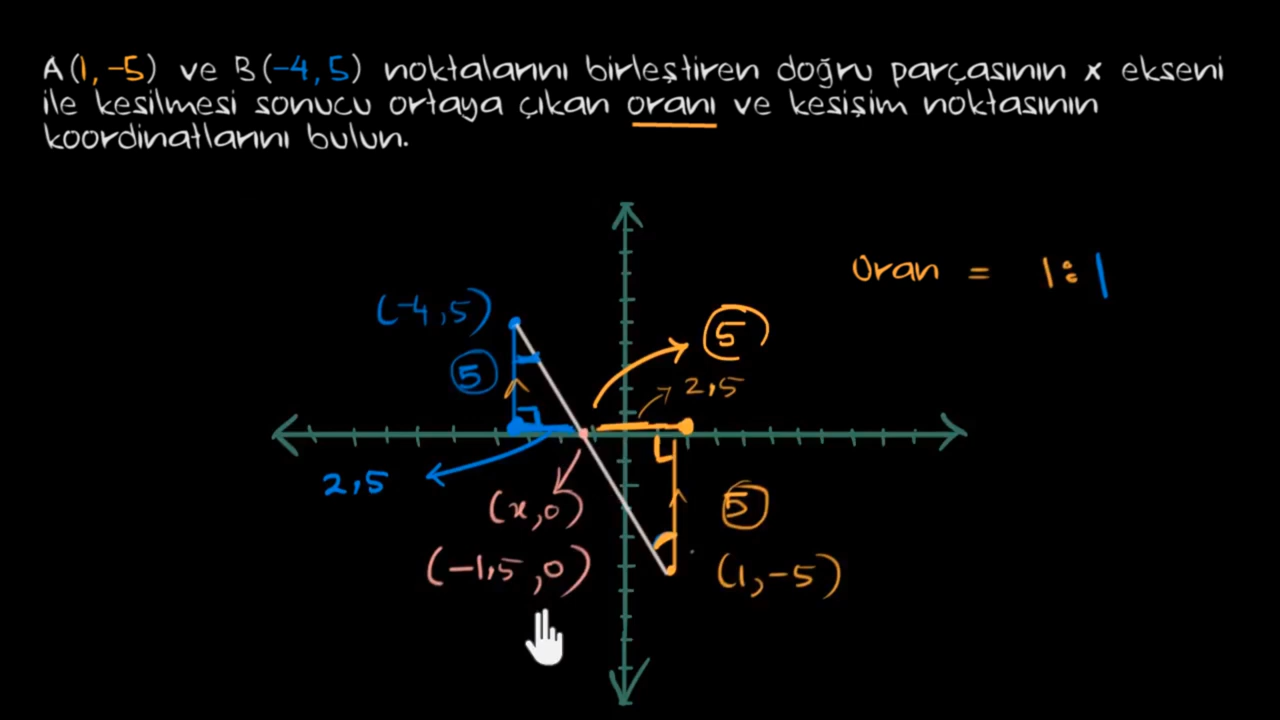 A(1, -5) ve B(-4, 5) noktalarını birleştiren doğru parçasının x ekseni
ile kesilmesi sonucu ortaya çıkan oranı ve kesişim noktasının
koordinatlarını bulun.
Oran = 1:1
(-4,5)
5
5
2,5
2,5
(x,0)
5
(-1,5,0)
(1,-5)